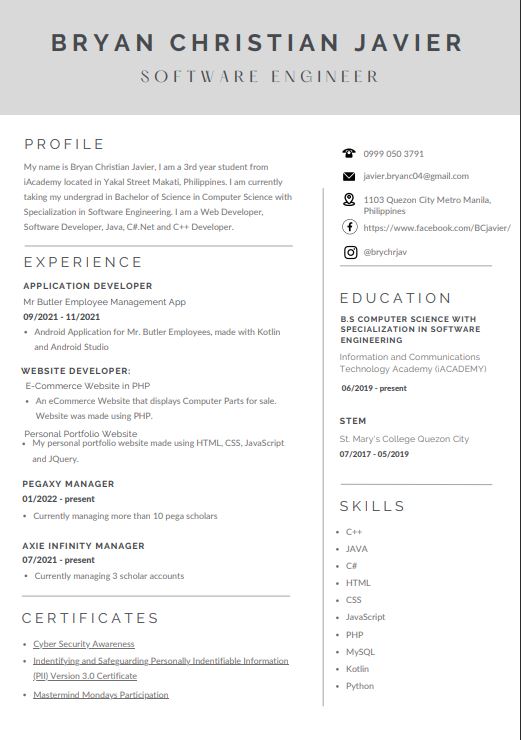 BRYAN CHRISTIAN JAVIER
SOFTWARE ENGINEER
PROFILE
My name is Bryan Christian Javier, I am a 3rd year student from
iAcademy located in Yakal Street Makati, Philippines. I am currently
taking my undergrad in Bachelor of Science in Computer Science with
Specialization in Software Engineering. I am a Web Developer,
Software Developer, Java, C#.Net and C++ Developer.
EXPERIENCE
APPLICATION DEVELOPER
Mr Butler Employee Management App
09/2021 - 11/2021
• Android Application for Mr. Butler Employees, made with Kotlin
and Android Studio
WEBSITE DEVELOPER:
E-Commerce Website in PHP
• An eCommerce Website that displays Computer Parts for sale.
Website was made using PHP.
Personal Portfolio Website
• My personal portfolio website made using HTML, CSS, JavaScript
and JQuery.
PEGAXY MANAGER
01/2022 - present
• Currently managing more than 10 pega scholars
AXIE INFINITY MANAGER
07/2021 - present
• Currently managing 3 scholar accounts
CERTIFICATES
• Cyber Security Awareness
• Indentifying and Safeguarding Personally Indentifiable Information
(PII) Version 3.0 Certificate
• Mastermind Mondays Participation
0999 050 3791
javier.bryanc04@gmail.com
1103 Quezon City Metro Manila,
Philippines
https://www.facebook.com/BCjavier/
@brychrjav
EDUCATION
B.S COMPUTER SCIENCE WITH
SPECIALIZATION IN SOFTWARE
ENGINEERING
Information and Communications
Technology Academy (iACADEMY)
06/2019 - present
STEM
St. Mary's College Quezon City
07/2017 - 05/2019
SKILLS
• C++
• JAVA
• C#
• HTML
• CSS
• JavaScript
• PHP
• MySQL
• Kotlin
• Python